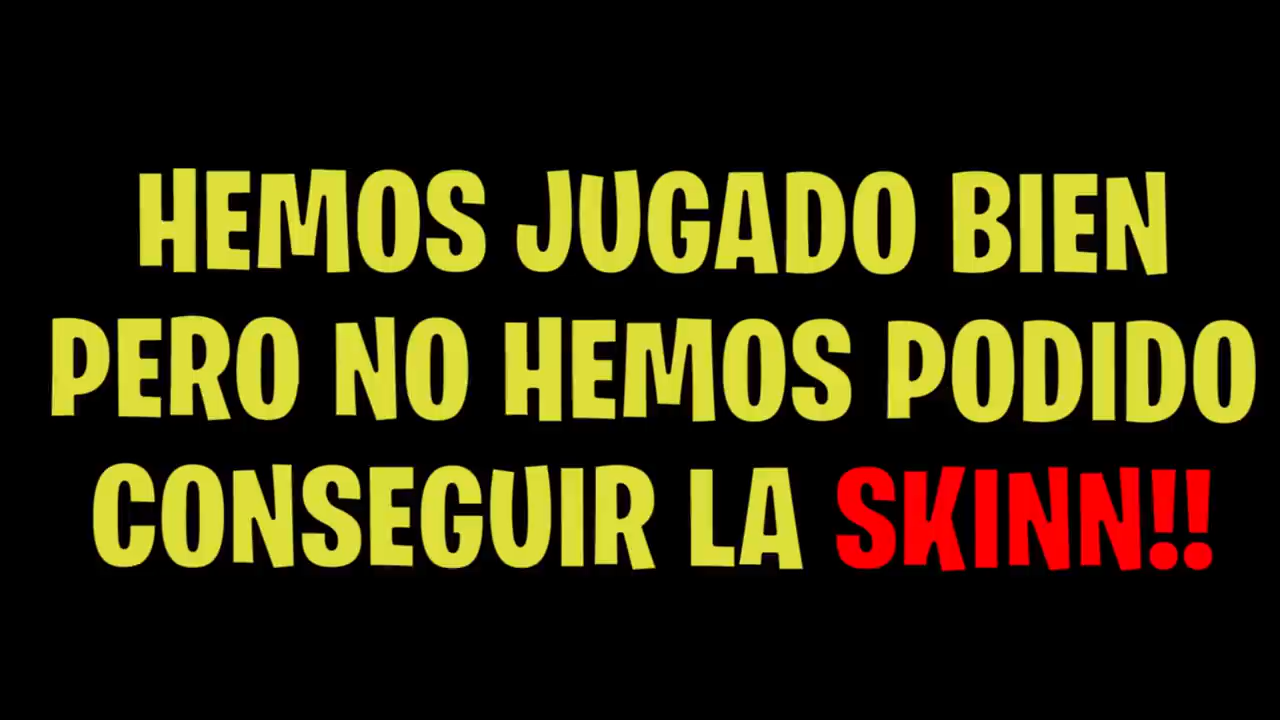 HEMOS JUGADO BIEN
PERO NO HEMOS PODIDO
CONSEGUIR LA SKINN!!